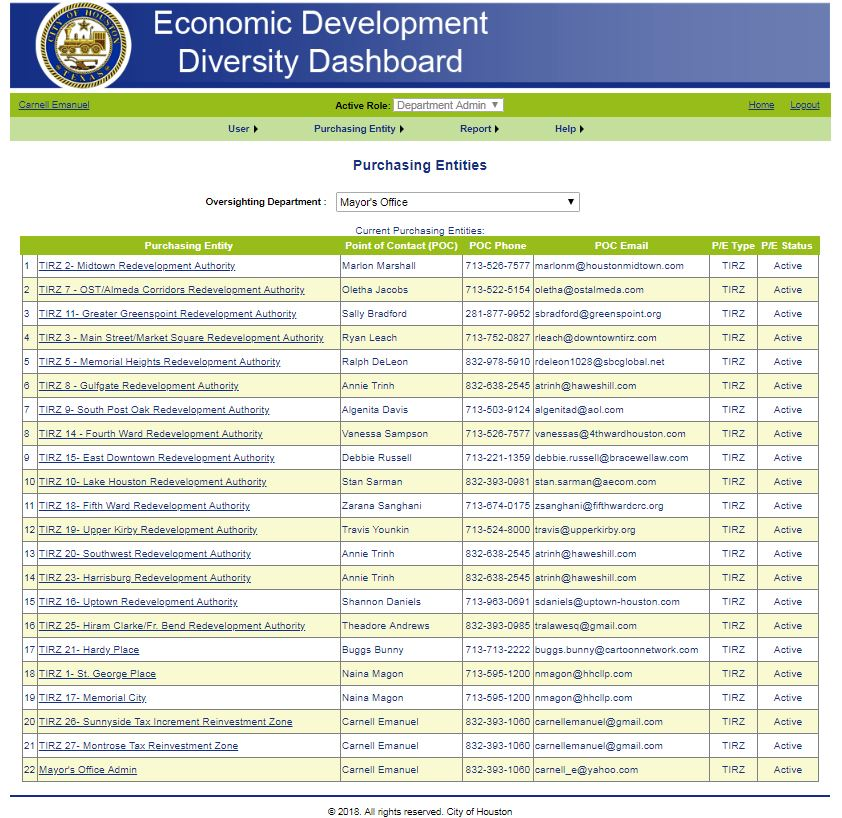 CITY OF HOUSTON
TEXAS
Economic Development
Diversity Dashboard
Carnell Emanuel Active Role: Department Admin Home Logout
User Purchasing Entity Report Help
Purchasing Entities
Oversighting Department : Mayor's Office
Current Purchasing Entities:
Purchasing Entity Point of Contact (POC) POC Phone POC Email P/E Type P/E Status
1 TIRZ 2- Midtown Redevelopment Authority Marlon Marshall 713-526-7577 marlonm@houstonmidtown.com TIRZ Active
2 TIRZ 7 - OST/Almeda Corridors Redevelopment Authority Oletha Jacobs 713-522-5154 oletha@ostalmeda.com TIRZ Active
3 TIRZ 11- Greater Greenspoint Redevelopment Authority Sally Bradford 281-877-9952 sbradford@greenspoint.org TIRZ Active
4 TIRZ 3 - Main Street/Market Square Redevelopment Authority Ryan Leach 713-752-0827 rleach@downtowntirz.com TIRZ Active
5 TIRZ 5 - Memorial Heights Redevelopment Authority Ralph DeLeon 832-978-5910 rdeleon1028@sbcglobal.net TIRZ Active
6 TIRZ 8 - Gulfgate Redevelopment Authority Annie Trinh 832-638-2545 atrinh@haweshill.com TIRZ Active
7 TIRZ 9- South Post Oak Redevelopment Authority Algenita Davis 713-503-9124 algenitad@aol.com TIRZ Active
8 TIRZ 14 - Fourth Ward Redevelopment Authority Vanessa Sampson 713-526-7577 vanessas@4thwardhouston.com TIRZ Active
9 TIRZ 15- East Downtown Redevelopment Authority Debbie Russell 713-221-1359 debbie.russell@bracewellaw.com TIRZ Active
10 TIRZ 10- Lake Houston Redevelopment Authority Stan Sarman 832-393-0981 stan.sarman@aecom.com TIRZ Active
11 TIRZ 18- Fifth Ward Redevelopment Authority Zarana Sanghani 713-674-0175 zsanghani@fifthwardcrc.org TIRZ Active
12 TIRZ 19- Upper Kirby Redevelopment Authority Travis Younkin 713-524-8000 travis@upperkirby.org TIRZ Active
13 TIRZ 20- Southwest Redevelopment Authority Annie Trinh 832-638-2545 atrinh@haweshill.com TIRZ Active
14 TIRZ 23- Harrisburg Redevelopment Authority Annie Trinh 832-638-2545 atrinh@haweshill.com TIRZ Active
15 TIRZ 16- Uptown Redevelopment Authority Shannon Daniels 713-963-0691 sdaniels@uptown-houston.com TIRZ Active
16 TIRZ 25- Hiram Clarke/Fr. Bend Redevelopment Authority Theadore Andrews 832-393-0985 tralawesq@gmail.com TIRZ Active
17 TIRZ 21- Hardy Place Buggs Bunny 713-713-2222 buggs.bunny@cartoonnetwork.com TIRZ Active
18 TIRZ 1- St. George Place Naina Magon 713-595-1200 nmagon@hhcllp.com TIRZ Active
19 TIRZ 17- Memorial City Naina Magon 713-595-1200 nmagon@hhcllp.com TIRZ Active
20 TIRZ 26- Sunnyside Tax Increment Reinvestment Zone Carnell Emanuel 832-393-1060 carnellemanuel@gmail.com TIRZ Active
21 TIRZ 27- Montrose Tax Reinvestment Zone Carnell Emanuel 832-393-1060 carnellemanuel@gmail.com TIRZ Active
22 Mayor's Office Admin Carnell Emanuel 832-393-1060 carnell_e@yahoo.com TIRZ Active
© 2018. All rights reserved. City of Houston